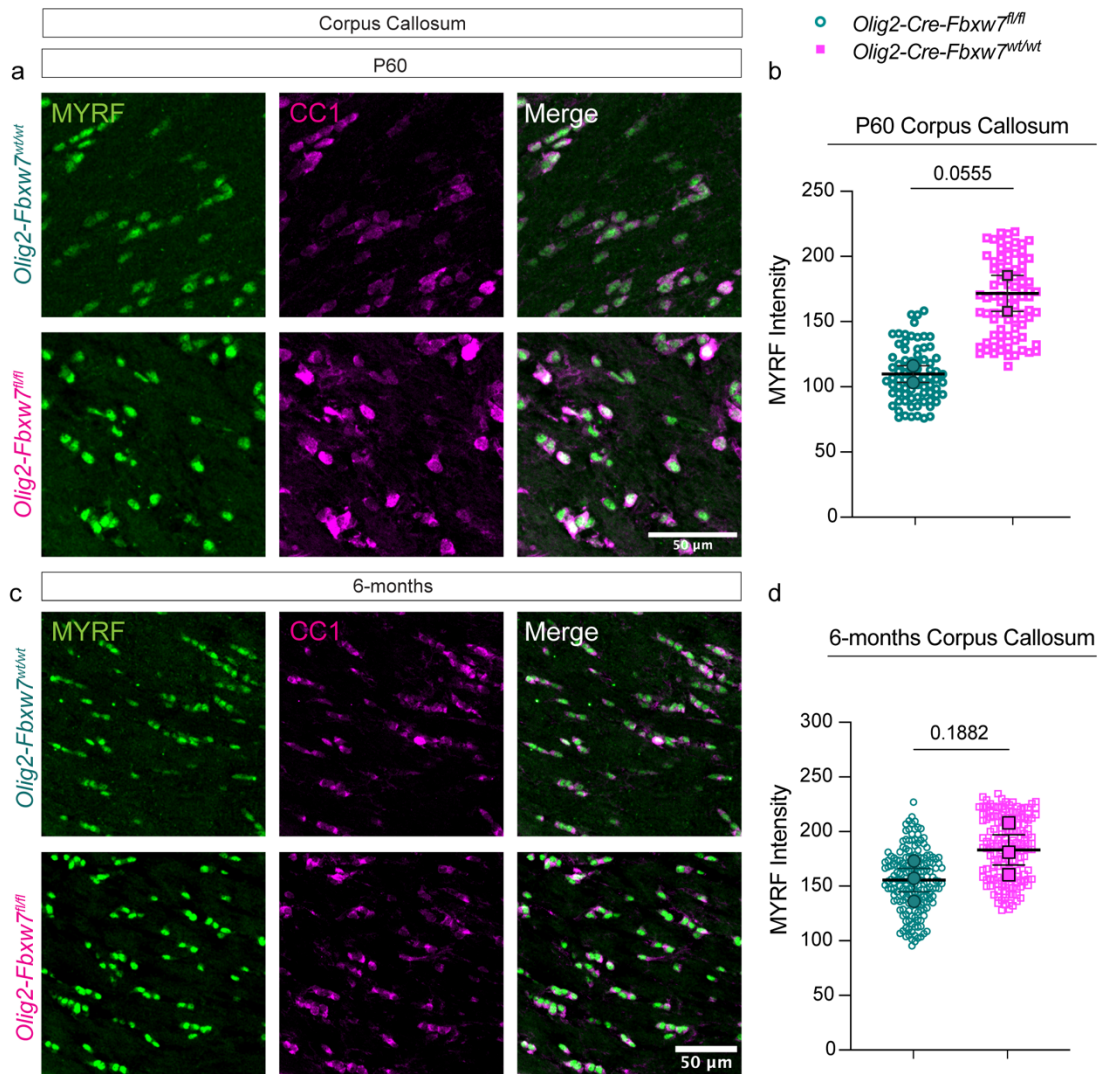 Corpus Callosum
P60
a
MYRF
CC1
Merge
Olig2-Fbxw7wt/wt
Olig2-Fbxw7fl/fl
50 µm
Olig2-Cre-Fbxw7fl/fl
Olig2-Cre-Fbxw7wt/wt
b
P60 Corpus Callosum
0.0555
MYRF Intensity
250
200
150
100
50
0
c
6-months
MYRF
CC1
Merge
Olig2-Fbxw7wt/wt
Olig2-Fbxw7fl/fl
50 µm
d
6-months Corpus Callosum
0.1882
MYRF Intensity
300
250
200
150
100
50
0